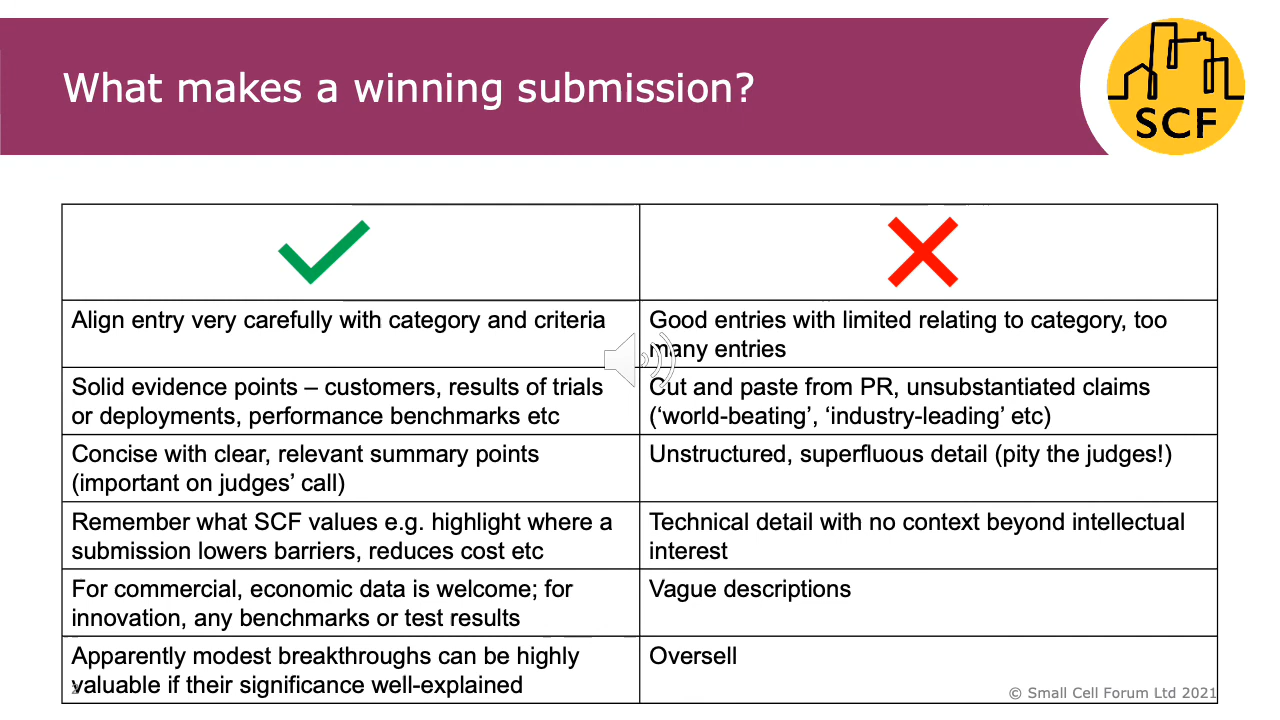 What makes a winning submission?
SCF
Align entry very carefully with category and criteria
Good entries with limited relating to category, too
many entries
Solid evidence points – customers, results of trials
or deployments, performance benchmarks etc
Cut and paste from PR, unsubstantiated claims
(‘world-beating’, ‘industry-leading’ etc)
Concise with clear, relevant summary points
(important on judges’ call)
Unstructured, superfluous detail (pity the judges!)
Remember what SCF values e.g. highlight where a
submission lowers barriers, reduces cost etc
Technical detail with no context beyond intellectual
interest
For commercial, economic data is welcome; for
innovation, any benchmarks or test results
Vague descriptions
Apparently modest breakthroughs can be highly
valuable if their significance well-explained
Oversell
© Small Cell Forum Ltd 2021